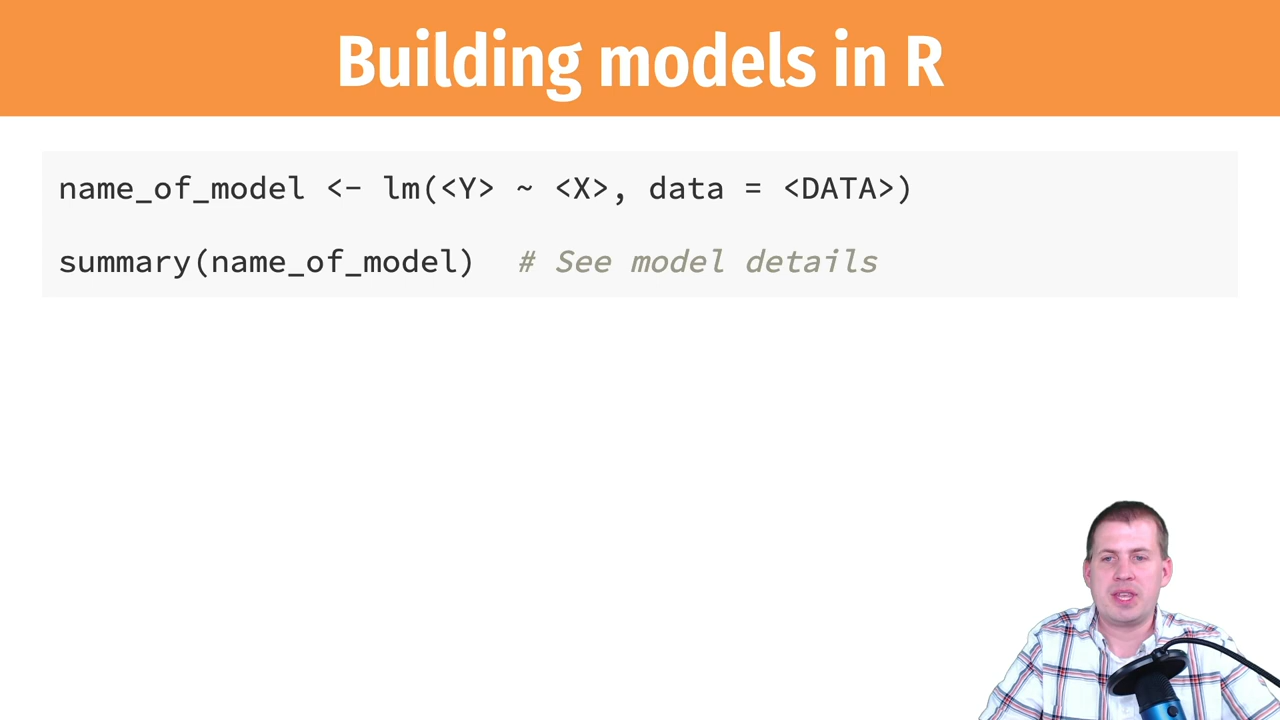 Building models in R
name_of_model <- lm(<Y> ~ <X>, data = <DATA>)
summary(name_of_model)  # See model details